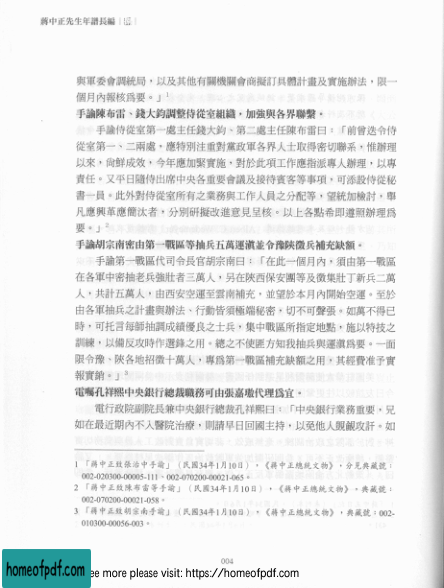 蔣中正先生年譜長編
與軍委會調統局，以及其他有關機關會商擬訂具體計畫及實施辦法，限一
個月內報核爲要。」1
手諭陳布雷、錢大鈞調整侍從室組織，加強與各界聯繫。
手諭侍從室第一處主任錢大鈞、第二處主任陳布雷曰：「前曾迭令侍
從室第一、二兩處，應特別注重對黨政軍各界人士取得密切聯系，惟辦理
以來，尚鮮成效，今年應加緊實施，對於此項工作應指派專人辦理，以專
責任。又平日隨侍出席中央各重要會議及接待賓客等事項，可添設侍從秘
書一員。此外對侍從室所有之業務與工作人員之分配等，望統加檢討，舉
凡應興革應簡汰者，分別研擬改進意見呈核。以上各點希即遵照辦理爲
要。」2
手諭胡宗南密由第一戰區等抽兵五萬運滇並令豫陝徵兵補充缺額。
手諭第一戰區代司令長官胡宗南曰：「在此一個月內，須由第一戰區
在各軍中密抽老兵強壯者三萬人，另在陝西保安團等及徵集壯丁新兵二萬
人，共計五萬人，由西安空運至雲南補充，並望於本月內開始空運。至於
由各軍抽兵之計畫與辦法、行動皆須極端秘密，切不可聲張。如萬不得已
時，可托言每師抽調成績優良之士兵，集中戰區所指定地點，施以特技之
訓練，以備反攻時作選鋒之用。總之不使匪方知我抽兵與運滇爲要。一面
限令豫、陝各地招徵十萬人，專爲第一戰區補充缺額之用，其經費准予實
報實銷。」3
電囑孔祥熙中央銀行總裁職務可由張嘉璈代理爲宜。
電行政院副院長兼中央銀行總裁孔祥熙曰：「中央銀行業務重要，兄
如在最近期內不入醫院治療，則請早日回國主持，以免他人覬覦攻訐。如
1 「蔣中正致張治中手諭」（民國34年1月10日），《蔣中正總統文物》，分見典藏號：
002-020300-00005-111、002-070200-00021-065。
2 「蔣中正致陳布雷等手諭」（民國34年1月10日），《蔣中正總統文物》，典藏號：
002-070200-00021-058。
3 「蔣中正致胡宗南手諭」（民國34年1月10日），《蔣中正總統文物》，典藏號：002-
010300-00056-003。
004
homeofpdf.com
see more please visit: https://homeofpdf.com